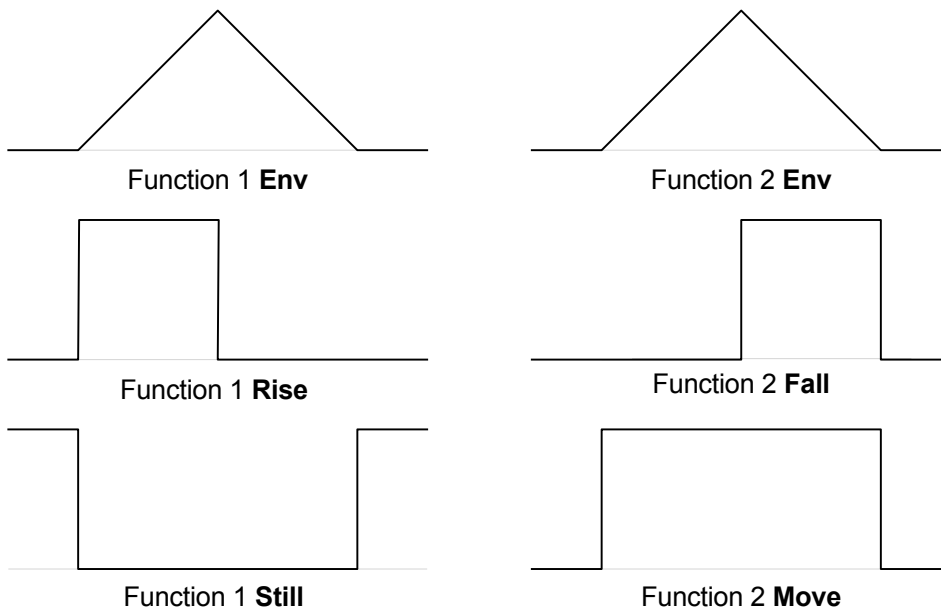 Function 1 Env
Function 2 Env
Function 1 Rise
Function 2 Fall
Function 1 Still
Function 2 Move